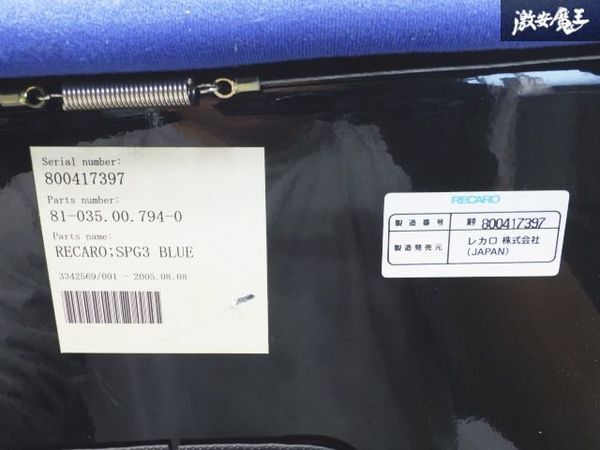 激安魔王
Serial number:
800417397
Parts number:
81-035.00.794-0
Parts name:
RECARO;SPG3 BLUE
3342569/001 - 2005.08.08
RECARO
製造番号 800417397
製造発売元 レカロ 株式会社
(JAPAN)